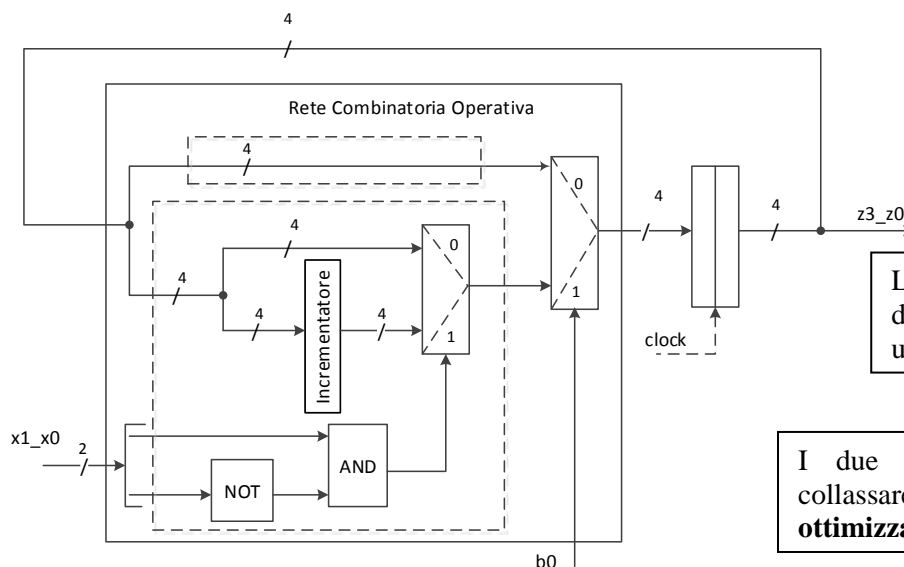 4
Rete Combinatoria Operativa
4
0
4
4
z3_z0
4
0
4
4
4
1
1
Incrementatore
clock
x1_x0
2
AND
NOT
b0
L
d
u
I due
collassare
ottimizza